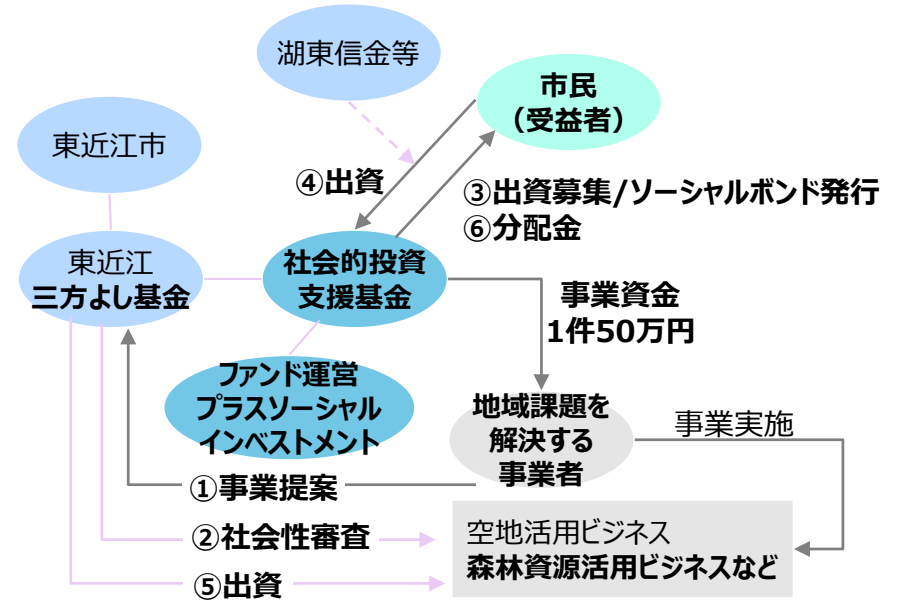 湖東信金等
市民
（受益者）
東近江市
④出資
③出資募集/ソーシャルボンド発行
⑥分配金
東近江
三方よし基金
社会的投資
支援基金
事業資金
1件50万円
ファンド運営
プラスソーシャル
インベストメント
地域課題を
解決する
事業者
事業実施
①事業提案
②社会性審査
空地活用ビジネス
森林資源活用ビジネスなど
⑤出資